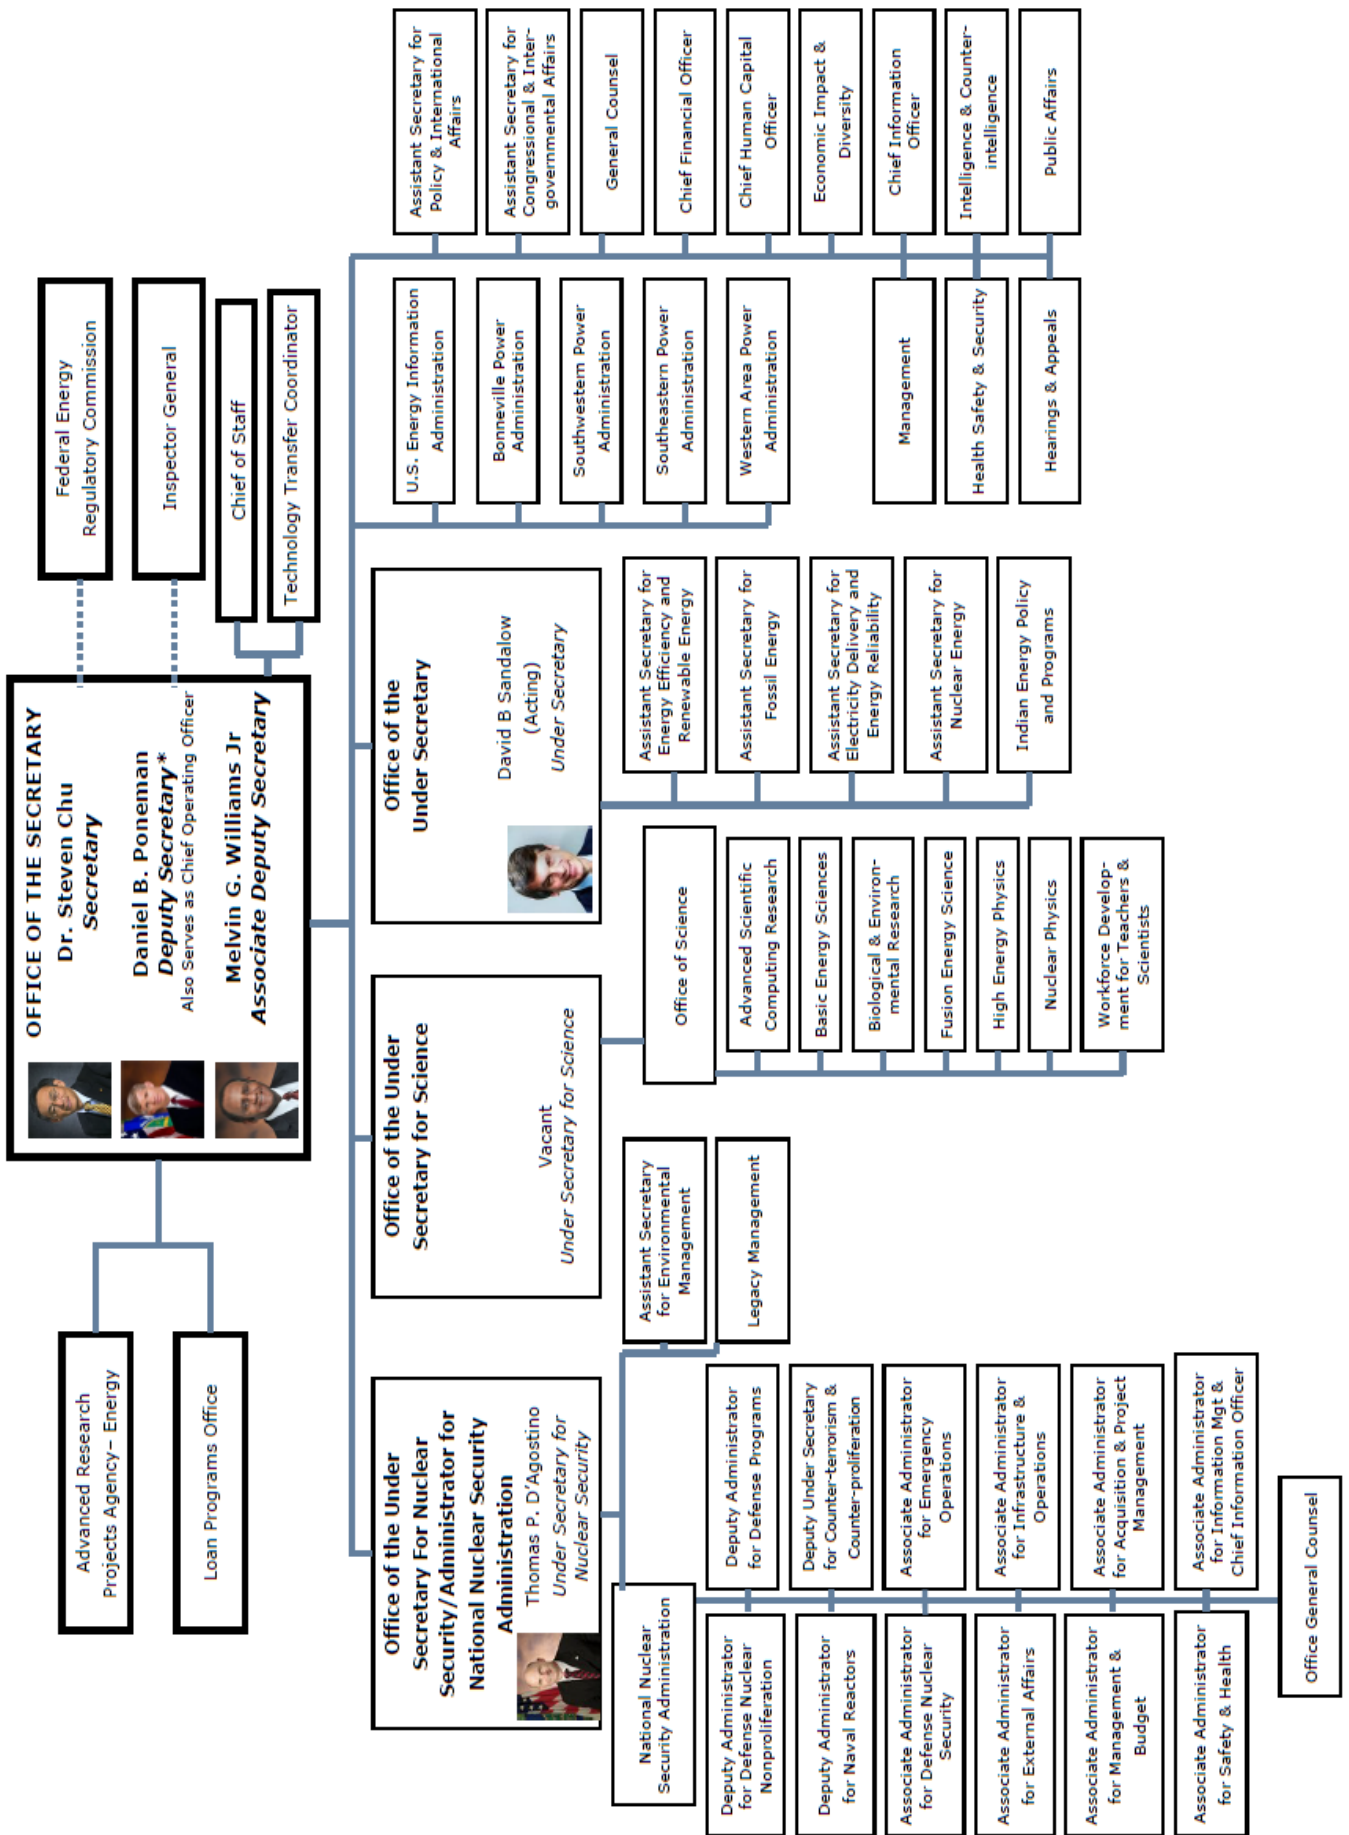 OFFICE OF THE SECRETARY
Dr. Steven Chu
Secretary
Daniel B. Poneman
Deputy Secretary*
Also Serves as Chief Operating Officer
Melvin G. Williams Jr
Associate Deputy Secretary
Advanced Research
Projects Agency– Energy
Loan Programs Office
Federal Energy
Regulatory Commission
Inspector General
Chief of Staff
Technology Transfer Coordinator
Office of the Under
Secretary For Nuclear
Security/Administrator for
National Nuclear Security
Administration
Thomas P. D'Agostino
Under Secretary for
Nuclear Security
Office of the Under
Secretary for Science
Vacant
Under Secretary for Science
Office of the
Under Secretary
David B Sandalow
(Acting)
Under Secretary
National Nuclear
Security Administration
Deputy Administrator
for Defense Nuclear
Nonproliferation
Deputy Administrator
for Naval Reactors
Associate Administrator
for Defense Nuclear
Security
Associate Administrator
for External Affairs
Associate Administrator
for Management &
Budget
Associate Administrator
for Safety & Health
Deputy Administrator
for Defense Programs
Deputy Under Secretary
for Counter-terrorism &
Counter-proliferation
Associate Administrator
for Emergency
Operations
Associate Administrator
for Infrastructure &
Operations
Associate Administrator
for Acquisition & Project
Management
Associate Administrator
for Information Mgt &
Chief Information Officer
Office General Counsel
Assistant Secretary
for Environmental
Management
Legacy Management
Office of Science
Advanced Scientific
Computing Research
Basic Energy Sciences
Biological & Environ-
mental Research
Fusion Energy Science
High Energy Physics
Nuclear Physics
Workforce Develop-
ment for Teachers &
Scientists
Assistant Secretary for
Energy Efficiency and
Renewable Energy
Assistant Secretary for
Fossil Energy
Assistant Secretary for
Electricity Delivery and
Energy Reliability
Assistant Secretary for
Nuclear Energy
Indian Energy Policy
and Programs
U.S. Energy Information
Administration
Bonneville Power
Administration
Southwestern Power
Administration
Southeastern Power
Administration
Western Area Power
Administration
Management
Health Safety & Security
Hearings & Appeals
Assistant Secretary for
Policy & International
Affairs
Assistant Secretary for
Congressional & Inter-
governmental Affairs
General Counsel
Chief Financial Officer
Chief Human Capital
Officer
Economic Impact &
Diversity
Chief Information
Officer
Intelligence & Counter-
intelligence
Public Affairs